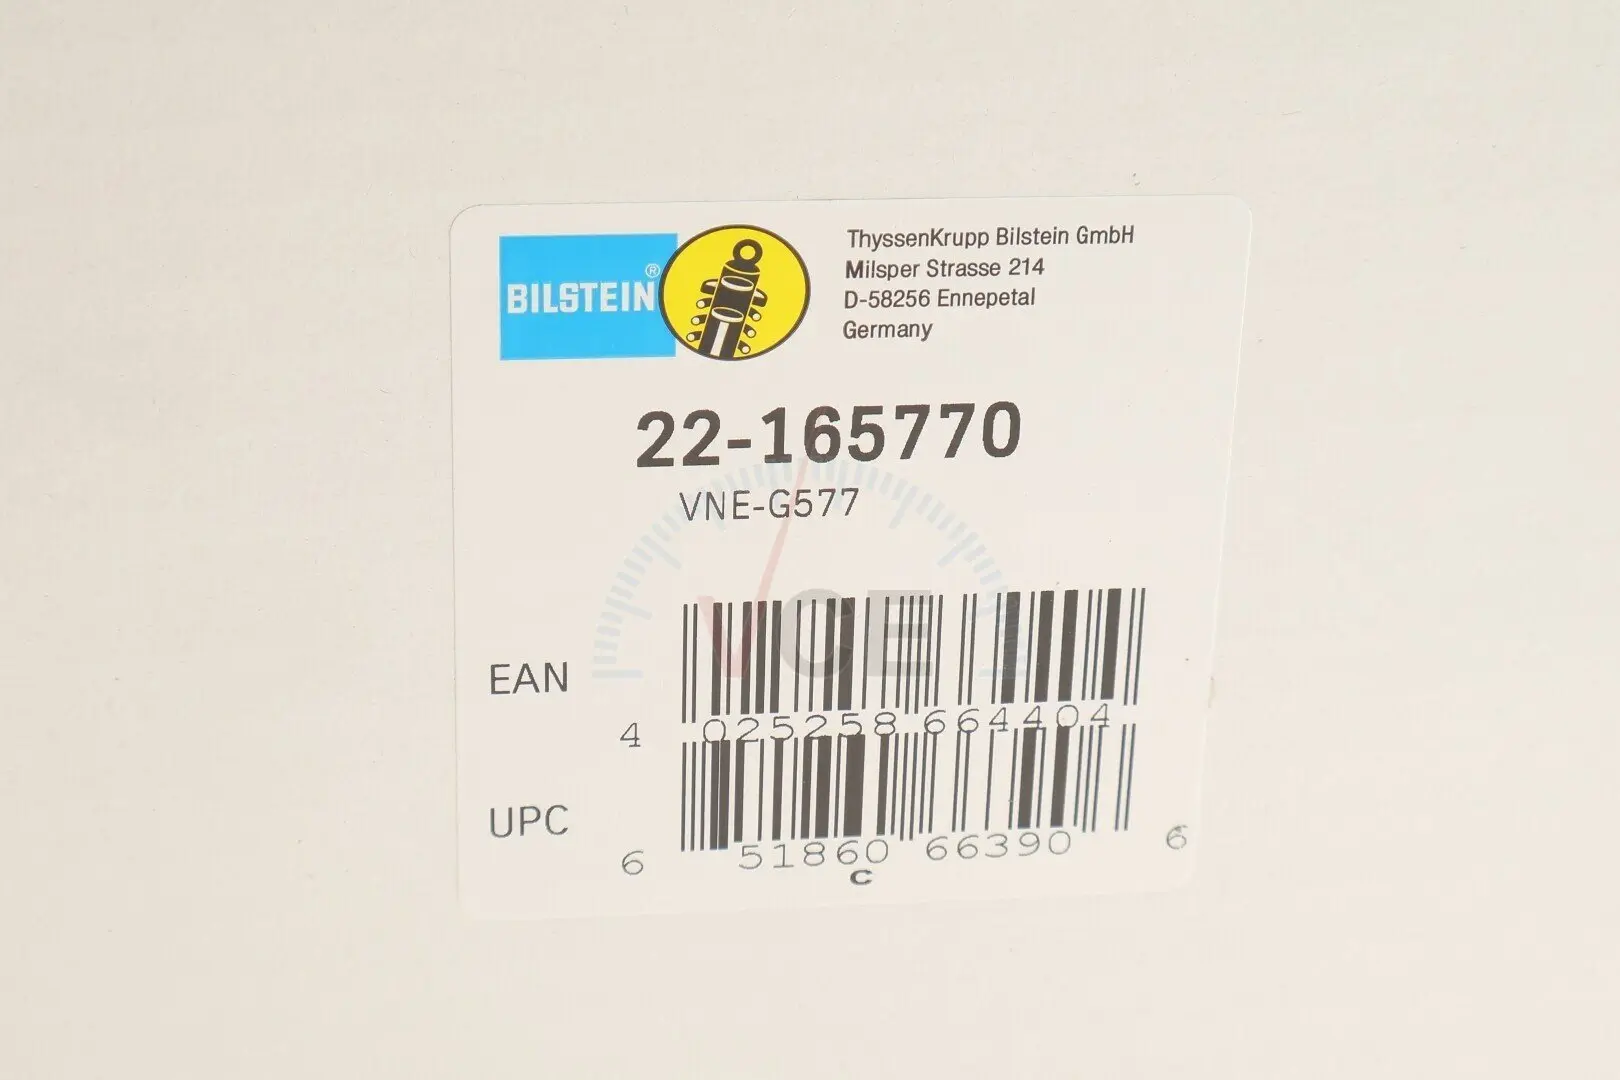 BILSTEIN®
ThyssenKrupp Bilstein GmbH
Milsper Strasse 214
D-58256 Ennepetal
Germany
22-165770
VNE-G577
VCE
EAN
4 025258 664404
UPC
6 51860 66390 6
C